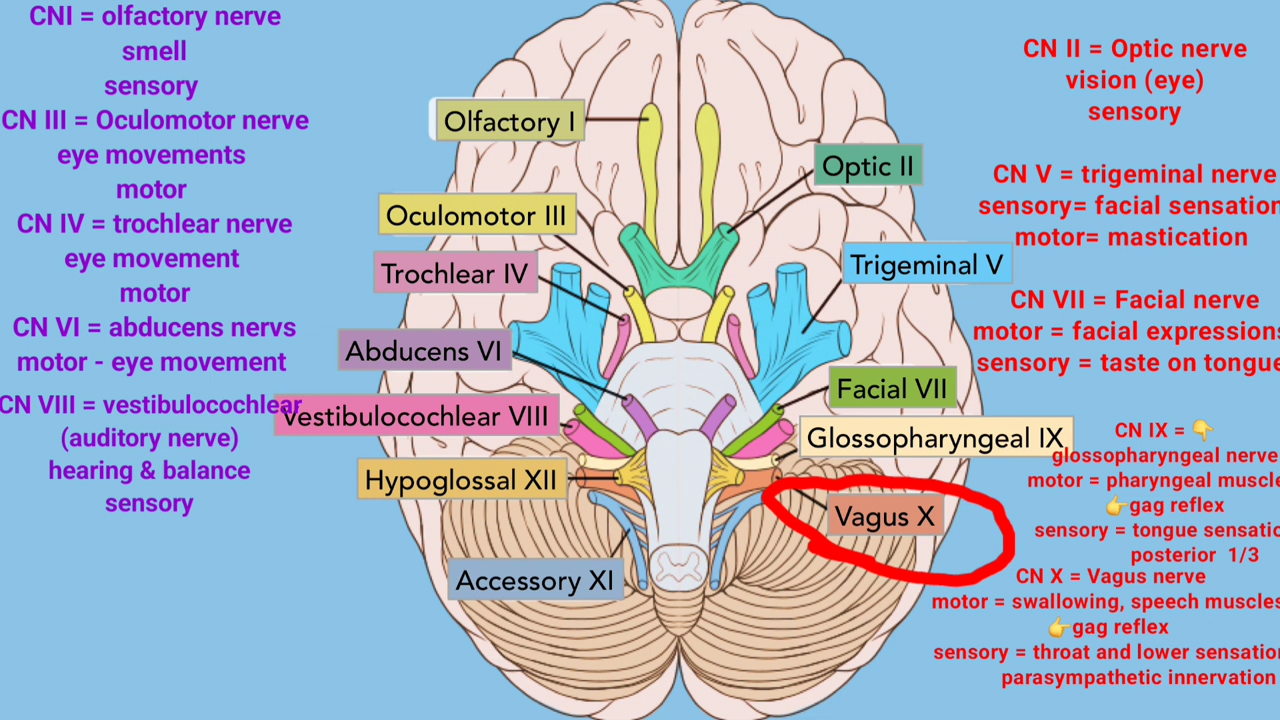 CNI = olfactory nerve
smell
sensory
CN III = Oculomotor nerve
eye movements
motor
CN IV = trochlear nerve
eye movement
motor
CN VI = abducens nervs
motor - eye movement
CN VIII = vestibulocochlear
(auditory nerve)
hearing & balance
sensory
Olfactory I
Oculomotor III
Trochlear IV
Abducens VI
Vestibulocochlear VIII
Hypoglossal XII
Accessory XI
Optic II
Trigeminal V
Facial VII
Glossopharyngeal IX
Vagus X
CN II = Optic nerve
vision (eye)
sensory
CN V = trigeminal nerve
sensory= facial sensation
motor= mastication
CN VII = Facial nerve
motor = facial expressions
sensory = taste on tongue
CN IX = 👇
glossopharyngeal nerve
motor = pharyngeal muscle
👉gag reflex
sensory = tongue sensatio
posterior 1/3
CN X = Vagus nerve
motor = swallowing, speech muscles
👉gag reflex
sensory = throat and lower sensation
parasympathetic innervation